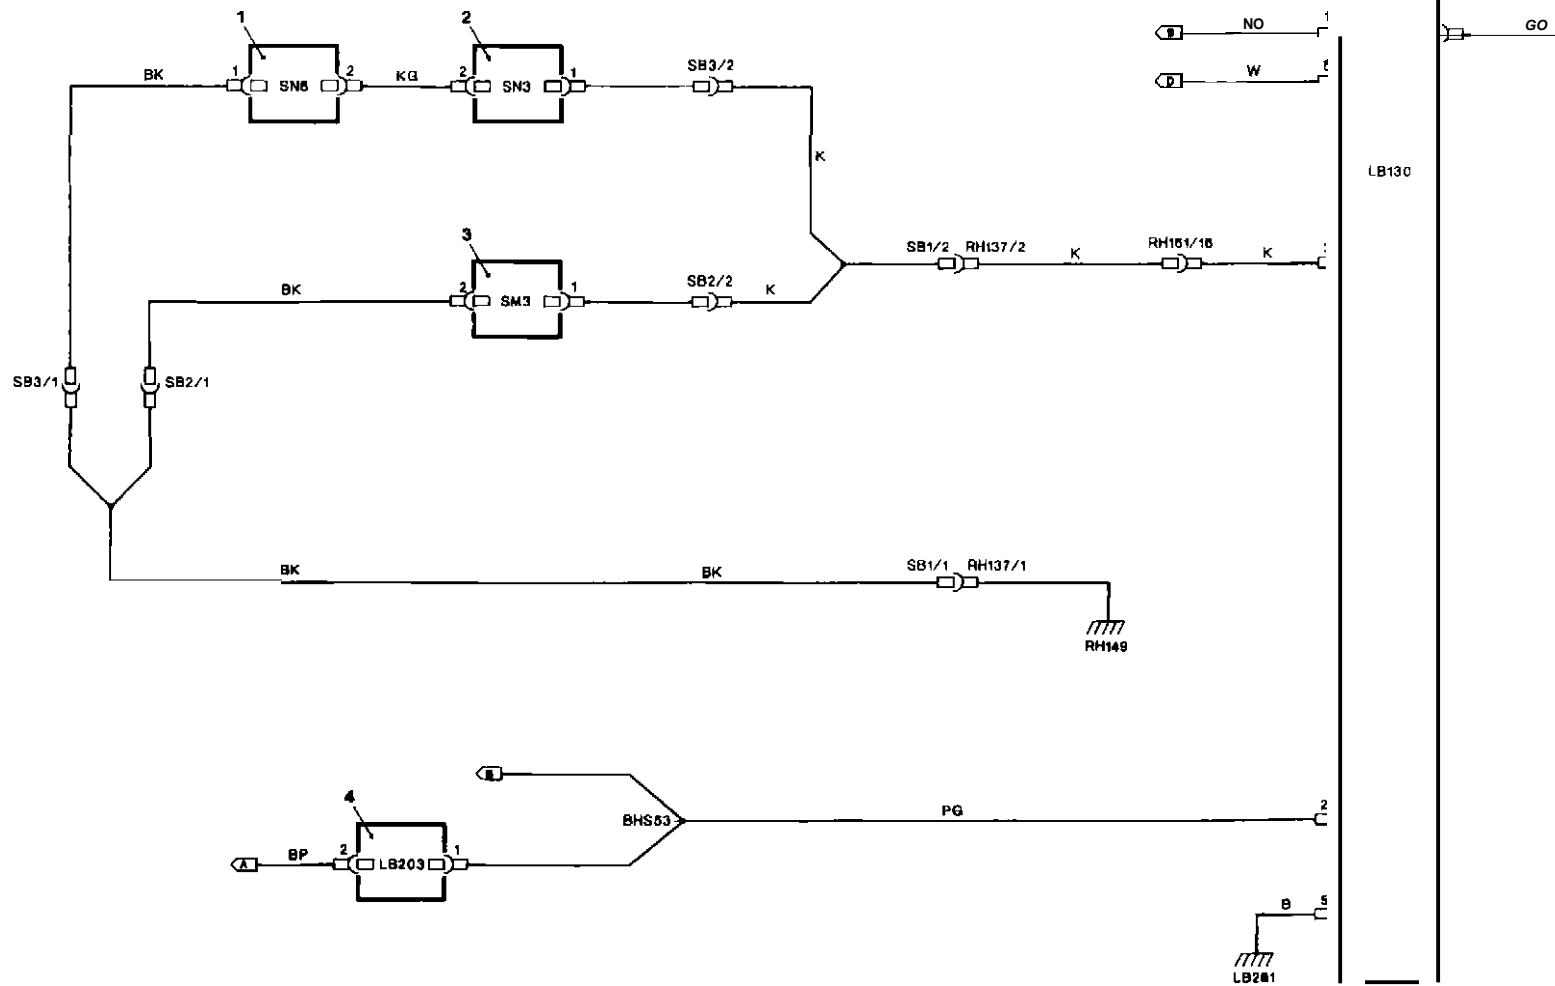 1
2
NO
GO
BK
1
SN6
2
KG
2
SN3
1
SB3/2
W
K
LB130
3
SB1/2
RH137/2
RH161/16
K
K
BK
2
SM3
1
SB2/2
K
SB3/1
SB2/1
BK
BK
SB1/1
RH137/1
RH149
4
BHS53
PG
2
A
BP
2
LB203
1
B
LB281